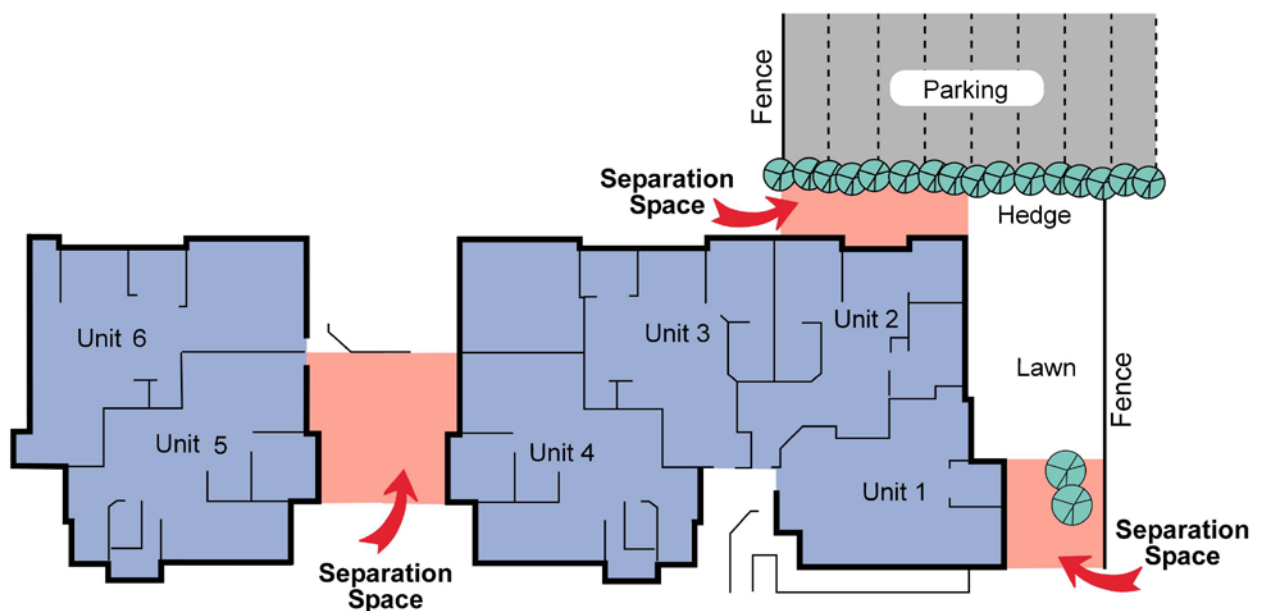 Fence
Parking
Separation
Space
Hedge
Unit 6
Unit 3
Unit 2
Lawn
Fence
Unit 5
Unit 4
Unit 1
Separation
Space
Separation
Space